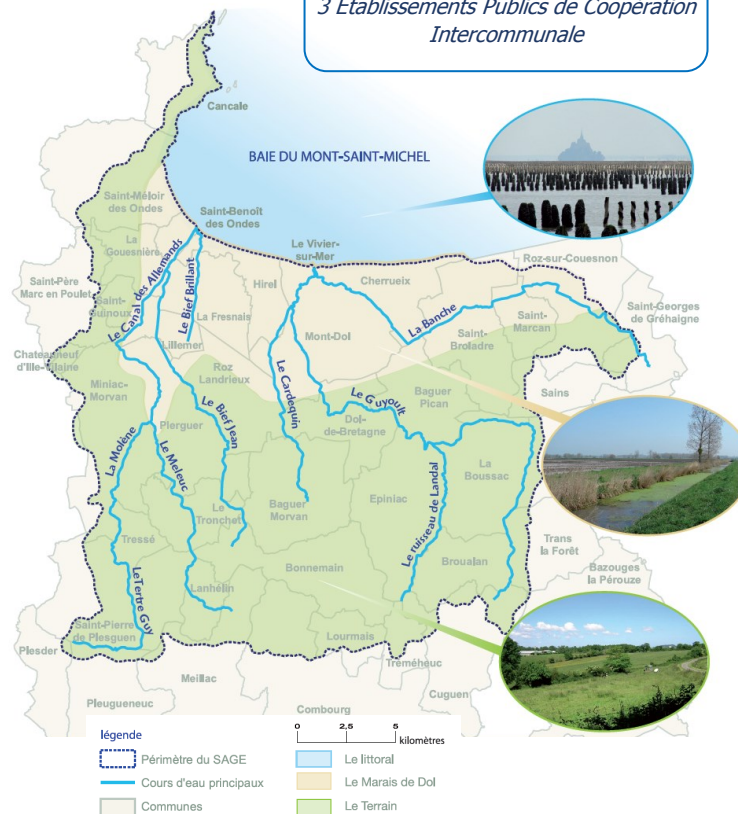 3 Etablissements Publics de Coopération
Intercommunale
Cancale
BAIE DU MONT-SAINT-MICHEL
Saint-Méloir
des Ondes
Saint-Benoît
des Ondes
La
Gouesnière
Le Vivier-
sur-Mer
Roz-sur-Couesnon
Saint-Père
Marc en Poulet
Hirel
Cherrueix
Saint-Georges
de Gréhaigne
Saint-
Guinoux
Le Canal des Allemands
Le Bief Brillant
La Fresnais
La Banche
Saint-
Marcan
Mont-Dol
Saint-
Broladre
Lillemer
Chateauneuf
d'Ille-Vilaine
Miniac-
Morvan
Roz
Landrieux
Le Cardequin
Le Guyoult
Baguer
Pican
Sains
Plerguer
Le Bief Jean
Dol-
de-Bretagne
La Molène
Le Meleuc
La
Boussac
Le
Tronchet
Baguer
Morvan
Epiniac
Le ruisseau de Landal
Tressé
Trans
la Forêt
Bonnemain
Broualan
Bazouges
la Pérouze
Le Tertre Guy
Lanhélin
Saint-Pierre
de Plesguen
Lourmais
Plesder
Tréméheuc
Meillac
Cuguen
Pleugueneuc
Combourg
légende
0 2,5 5
kilomètres
Périmètre du SAGE
Le littoral
Cours d'eau principaux
Le Marais de Dol
Communes
Le Terrain